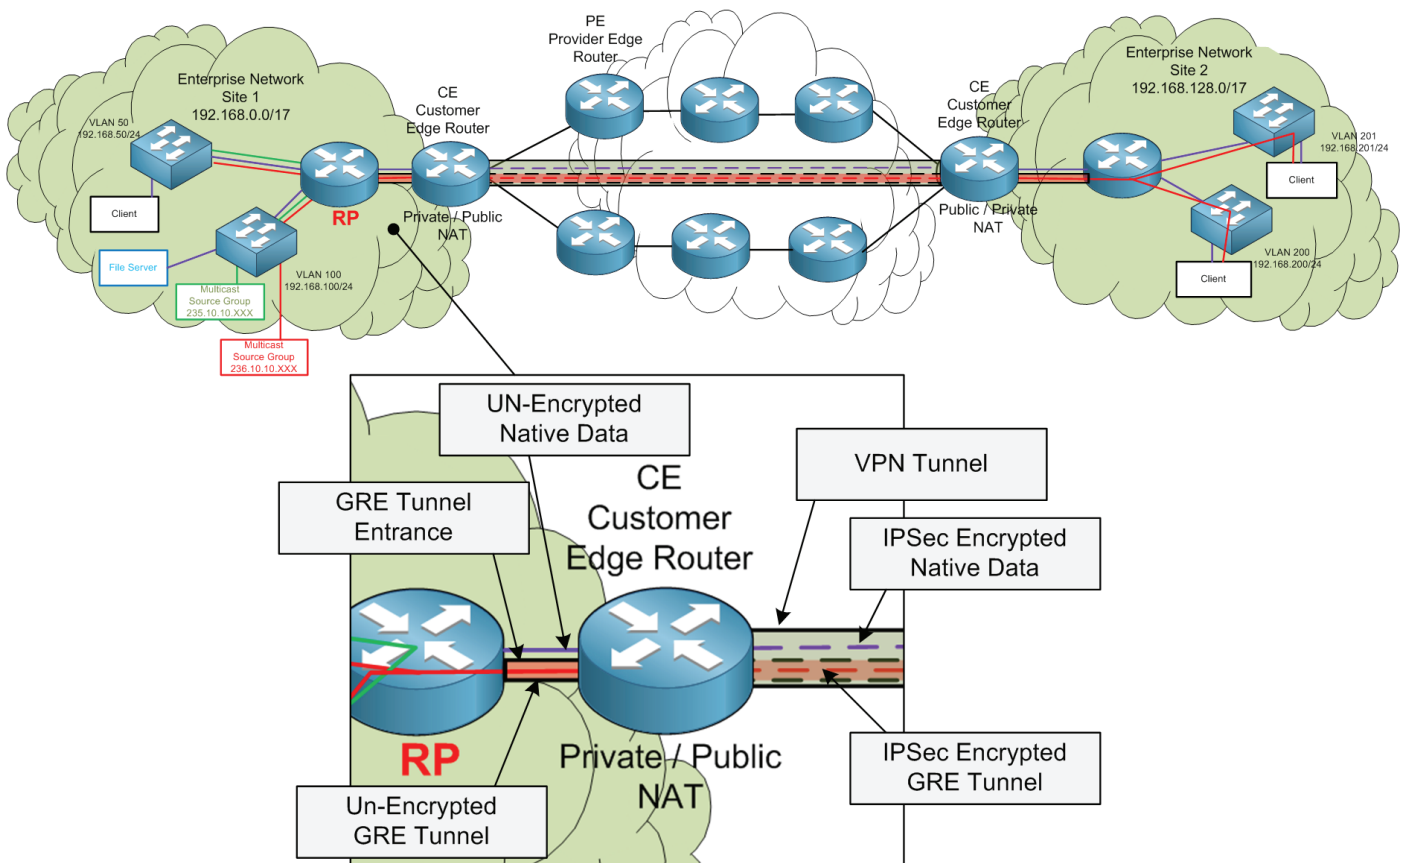 PE
Provider Edge
Router
Enterprise Network
Site 1
192.168.0.0/17
CE
Customer
Edge Router
CE
Customer
Edge Router
Enterprise Network
Site 2
192.168.128.0/17
VLAN 50
192.168.50/24
VLAN 201
192.168.201/24
Client
RP
Private / Public
NAT
Public / Private
NAT
Client
File Server
VLAN 100
192.168.100/24
VLAN 200
192.168.200/24
Client
Multicast
Source Group
235.10.10.XXX
Multicast
Source Group
236.10.10.XXX
UN-Encrypted
Native Data
VPN Tunnel
GRE Tunnel
Entrance
CE
Customer
Edge Router
IPSec Encrypted
Native Data
RP
Private / Public
NAT
IPSec Encrypted
GRE Tunnel
Un-Encrypted
GRE Tunnel